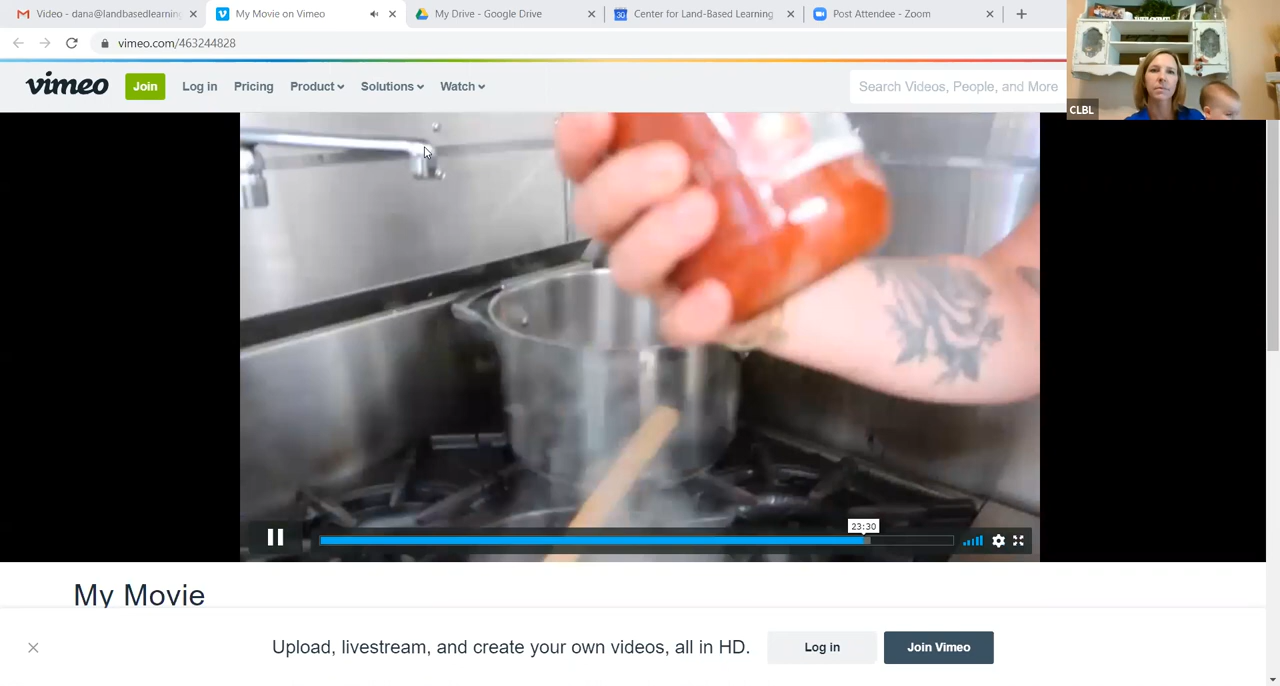 Video - dana@landbasedlearning
My Movie on Vimeo
My Drive - Google Drive
30
Center for Land-Based Learning
Post Attendee - Zoom
vimeo.com/463244828
vimeo
Join
Log in
Pricing
Product
Solutions
Watch
Search Videos, People, and More
CLBL
23:30
My Movie
Upload, livestream, and create your own videos, all in HD.
Log in
Join Vimeo